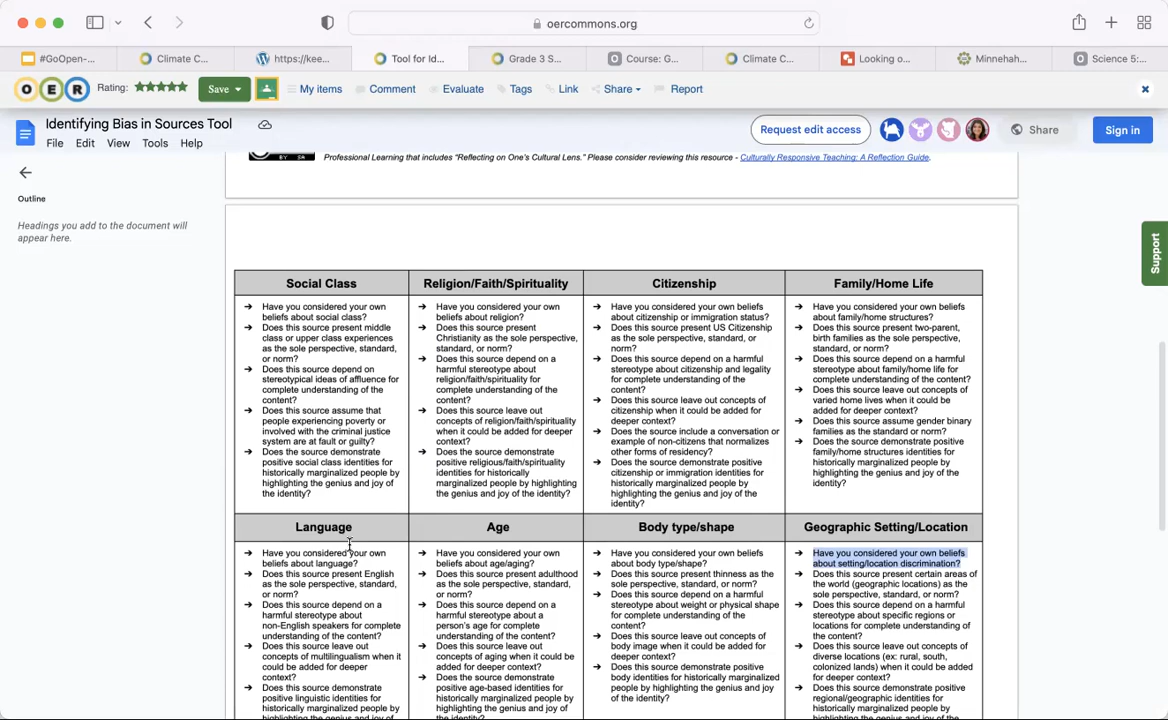 oercommons.org
#GoOpen-...
Climate C...
https://kee...
Tool for Id...
Grade 3 S...
Course: G...
Climate C...
Looking o...
Minnehah...
Science 5:...
O E R
Rating:
Save
My items
Comment
Evaluate
Tags
Link
Share
Report
Identifying Bias in Sources Tool
File Edit View Tools Help
Request edit access
Share
Sign in
Support
Outline
Headings you add to the document will
appear here.
BY SA
Professional Learning that includes "Reflecting on One's Cultural Lens." Please consider reviewing this resource - Culturally Responsive Teaching: A Reflection Guide.
Social Class
➔ Have you considered your own
beliefs about social class?
➔ Does this source present middle
class or upper class experiences
as the sole perspective, standard,
or norm?
➔ Does this source depend on
stereotypical ideas of affluence for
complete understanding of the
content?
➔ Does this source assume that
people experiencing poverty or
involved with the criminal justice
system are at fault or guilty?
➔ Does the source demonstrate
positive social class identities for
historically marginalized people by
highlighting the genius and joy of
the identity?
Religion/Faith/Spirituality
➔ Have you considered your own
beliefs about religion?
➔ Does this source present
Christianity as the sole perspective,
standard, or norm?
➔ Does this source depend on a
harmful stereotype about
religion/faith/spirituality for
complete understanding of the
content?
➔ Does this source leave out
concepts of religion/faith/spirituality
when it could be added for deeper
context?
➔ Does the source demonstrate
positive religious/faith/spirituality
identities for historically
marginalized people by highlighting
the genius and joy of the identity?
Citizenship
➔ Have you considered your own beliefs
about citizenship or immigration status?
➔ Does this source present US Citizenship
as the sole perspective, standard, or
norm?
➔ Does this source depend on a harmful
stereotype about citizenship and legality
for complete understanding of the
content?
➔ Does this source leave out concepts of
citizenship when it could be added for
deeper context?
➔ Does the source include a conversation or
example of non-citizens that normalizes
other forms of residency?
➔ Does the source demonstrate positive
citizenship or immigration identities for
historically marginalized people by
highlighting the genius and joy of the
identity?
Family/Home Life
➔ Have you considered your own beliefs
about family/home structures?
➔ Does this source present two-parent,
birth families as the sole perspective,
standard, or norm?
➔ Does this source depend on a harmful
stereotype about family/home life for
complete understanding of the content?
➔ Does this source leave out concepts of
varied home lives when it could be
added for deeper context?
➔ Does this source assume gender binary
families as the standard or norm?
➔ Does the source demonstrate positive
family/home structures identities for
historically marginalized people by
highlighting the genius and joy of the
identity?
Language
➔ Have you considered your own
beliefs about language?
➔ Does this source present English
as the sole perspective, standard,
or norm?
➔ Does this source depend on a
harmful stereotype about
non-English speakers for complete
understanding of the content?
➔ Does this source leave out
concepts of multilingualism when it
could be added for deeper
context?
➔ Does this source demonstrate
positive linguistic identities for
historically marginalized people by
highlighting the genius and joy of
Age
➔ Have you considered your own
beliefs about age/aging?
➔ Does this source present adulthood
as the sole perspective, standard,
or norm?
➔ Does this source depend on a
harmful stereotype about a
person's age for complete
understanding of the content?
➔ Does this source leave out
concepts of aging when it could be
added for deeper context?
➔ Does the source demonstrate
positive age-based identities for
historically marginalized people by
highlighting the genius and joy of
the identity?
Body type/shape
➔ Have you considered your own beliefs
about body type/shape?
➔ Does this source present thinness as the
sole perspective, standard, or norm?
➔ Does this source depend on a harmful
stereotype about weight or physical shape
for complete understanding of the
content?
➔ Does this source leave out concepts of
body image when it could be added for
deeper context?
➔ Does this source demonstrate positive
body identities for historically marginalized
people by highlighting the genius and joy
of the identity?
Geographic Setting/Location
➔ Have you considered your own beliefs
about setting/location discrimination?
➔ Does this source present certain areas of
the world (geographic locations) as the
sole perspective, standard, or norm?
➔ Does this source depend on a harmful
stereotype about specific regions or
locations for complete understanding of
the content?
➔ Does this source leave out concepts of
diverse locations (ex: rural, south,
colonized lands) when it could be added
for deeper context?
➔ Does this source demonstrate positive
regional/geographic identities for
historically marginalized people by
highlighting the genius and joy of the